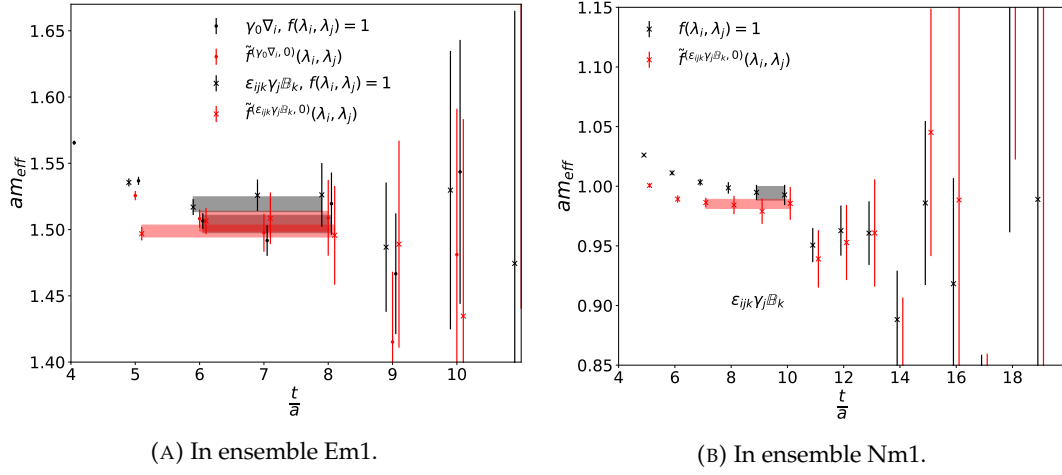 γ₀∇ᵢ, f(λᵢ, λⱼ) = 1
f̃^(γ₀∇ᵢ, 0)(λᵢ, λⱼ)
εᵢⱼₖγⱼ𝔹ₖ, f(λᵢ, λⱼ) = 1
f̃^(εᵢⱼₖγⱼ𝔹ₖ, 0)(λᵢ, λⱼ)
am_eff
1.65
1.60
1.55
1.50
1.45
1.40
4 5 6 7 8 9 10
t/a
(A) In ensemble Em1.
f(λᵢ, λⱼ) = 1
f̃^(εᵢⱼₖγⱼ𝔹ₖ, 0)(λᵢ, λⱼ)
am_eff
1.15
1.10
1.05
1.00
0.95
0.90
0.85
εᵢⱼₖγⱼ𝔹ₖ
4 6 8 10 12 14 16 18
t/a
(B) In ensemble Nm1.